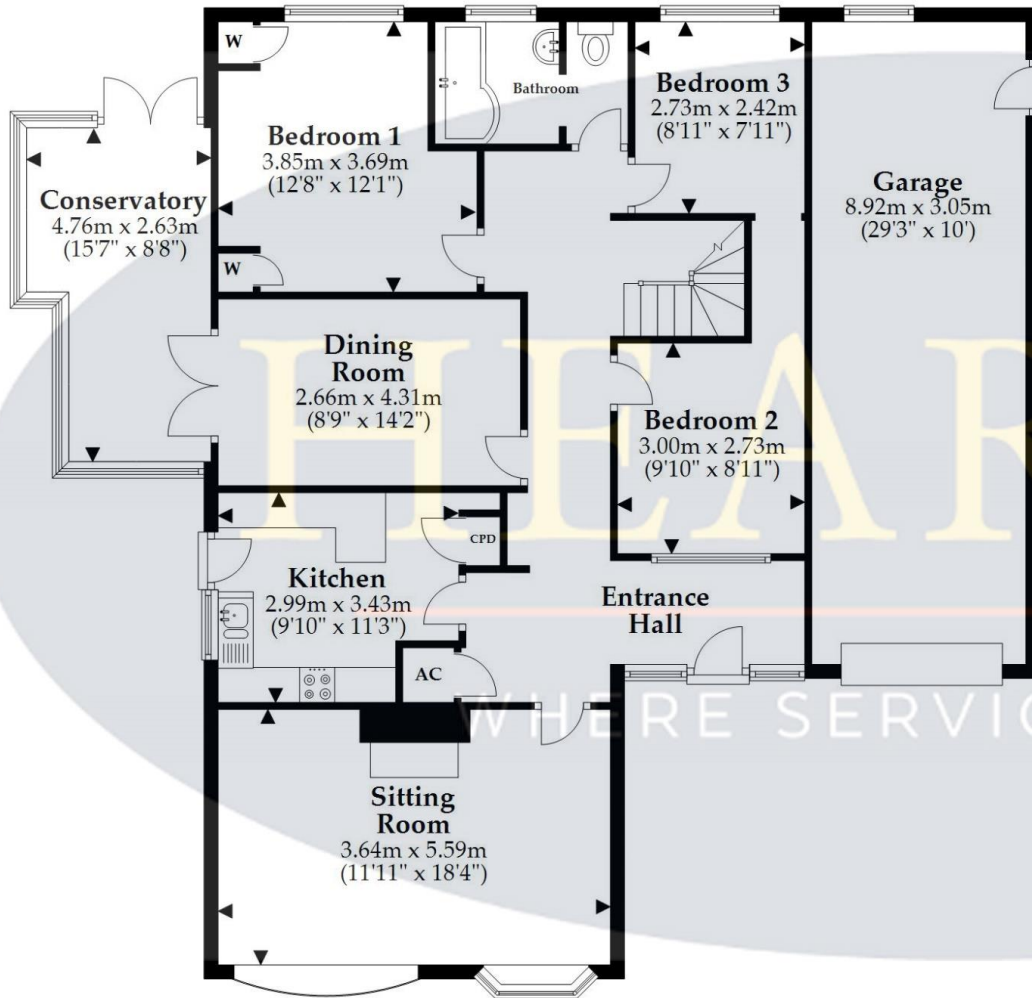 W
Bathroom
Bedroom 3
2.73m x 2.42m
(8'11" x 7'11")
Bedroom 1
3.85m x 3.69m
(12'8" x 12'1")
Garage
8.92m x 3.05m
(29'3" x 10')
Conservatory
4.76m x 2.63m
(15'7" x 8'8")
W
Dining
Room
2.66m x 4.31m
(8'9" x 14'2")
Bedroom 2
3.00m x 2.73m
(9'10" x 8'11")
HEAR
CPD
Kitchen
2.99m x 3.43m
(9'10" x 11'3")
Entrance
Hall
AC
WHERE SERVIC
Sitting
Room
3.64m x 5.59m
(11'11" x 18'4")